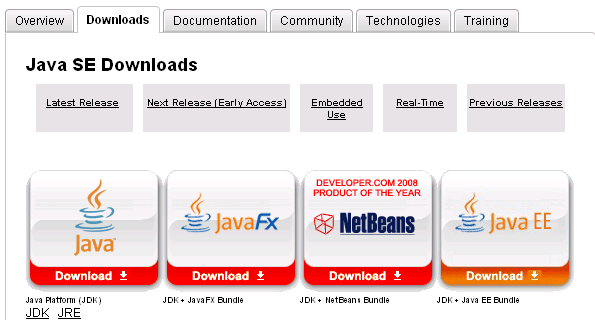 Overview Downloads Documentation Community Technologies Training
Java SE Downloads
Latest Release Next Release (Early Access) Embedded Use Real-Time Previous Releases
DEVELOPER.COM 2008
PRODUCT OF THE YEAR
Java JavaFX NetBeans Java EE
Download Download Download Download
Java Platform (JDK) JDK + JavaFX Bundle JDK + NetBeans Bundle JDK + Java EE Bundle
JDK JRE